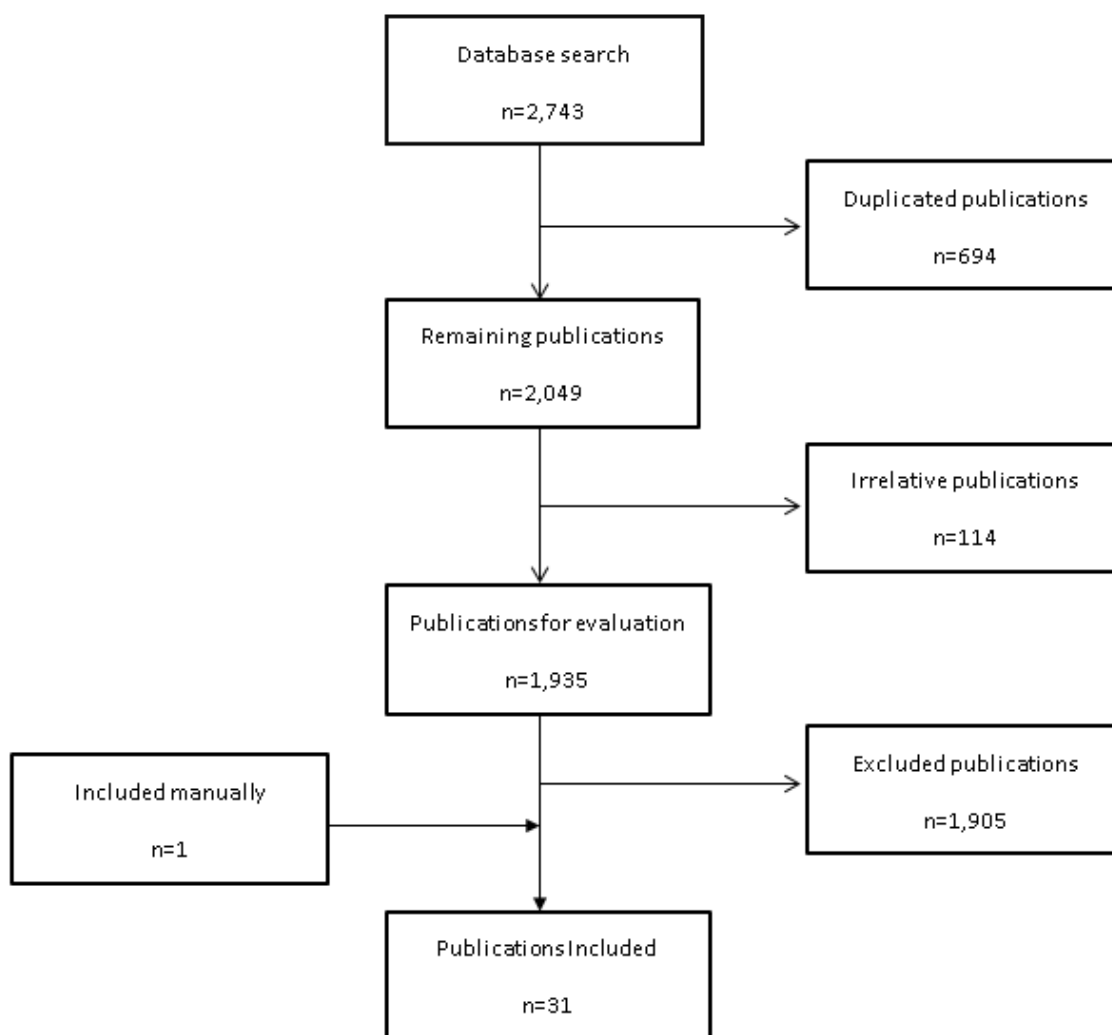 Database search
n=2,743
Duplicated publications
n=694
Remaining publications
n=2,049
Irrelative publications
n=114
Publications for evaluation
n=1,935
Excluded publications
n=1,905
Included manually
n=1
Publications Included
n=31